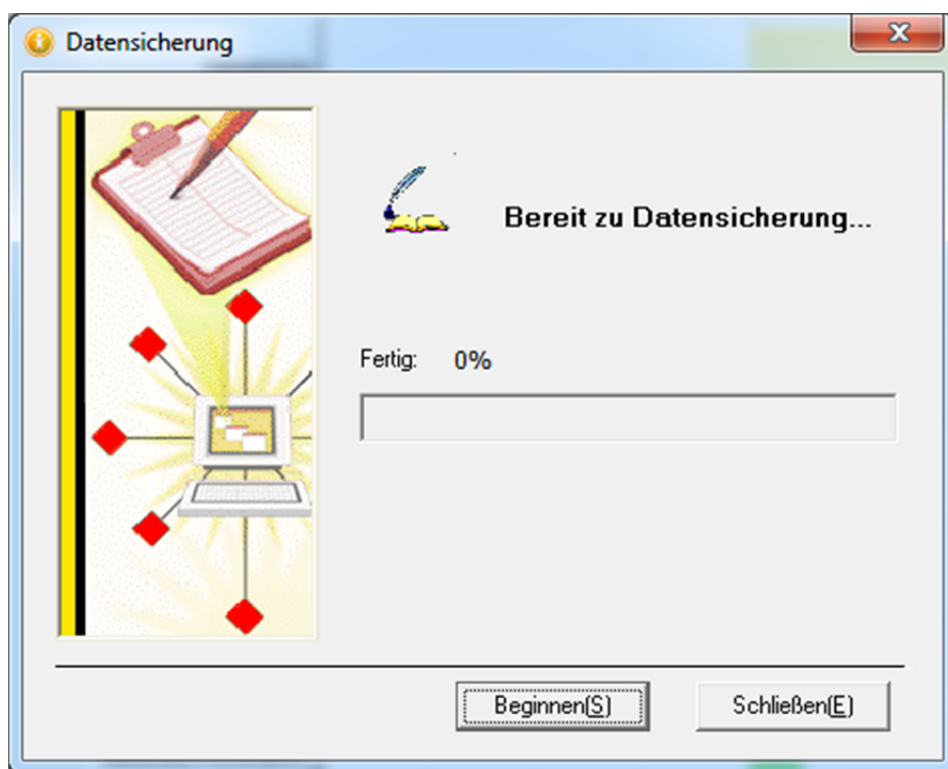 Datensicherung
Bereit zu Datensicherung...
Fertig: 0%
Beginnen(S) Schließen(E)